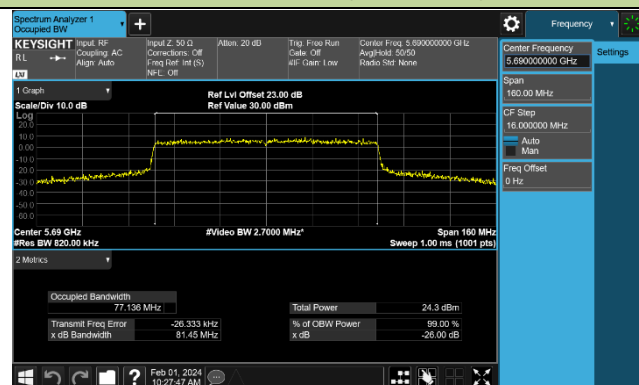 Spectrum Analyzer 1
Occupied BW
+
Frequency
KEYSIGHT Input: RF Input Z: 50 Ω Atten: 20 dB Trig: Free Run Center Freq: 5.690000000 GHz
RL Coupling: AC Corrections: Off Gate: Off Avg|Hold: 50/50
Align: Auto Freq Ref: Int (S) #IF Gain: Low Radio Std: None
LXI NFE: Off
Center Frequency
5.690000000 GHz
Settings
Span
160.00 MHz
CF Step
16.000000 MHz
Auto
Man
Freq Offset
0 Hz
1 Graph
Ref Lvl Offset 23.00 dB
Scale/Div 10.0 dB Ref Value 30.00 dBm
Log
20.0
10.0
0.00
-10.0
-20.0
-30.0
-40.0
-50.0
-60.0
Center 5.69 GHz #Video BW 2.7000 MHz* Span 160 MHz
#Res BW 820.00 kHz Sweep 1.00 ms (1001 pts)
2 Metrics
Occupied Bandwidth
77.136 MHz Total Power 24.3 dBm
Transmit Freq Error -26.333 kHz % of OBW Power 99.00 %
x dB Bandwidth 81.45 MHz x dB -26.00 dB
? Feb 01, 2024
10:27:47 AM